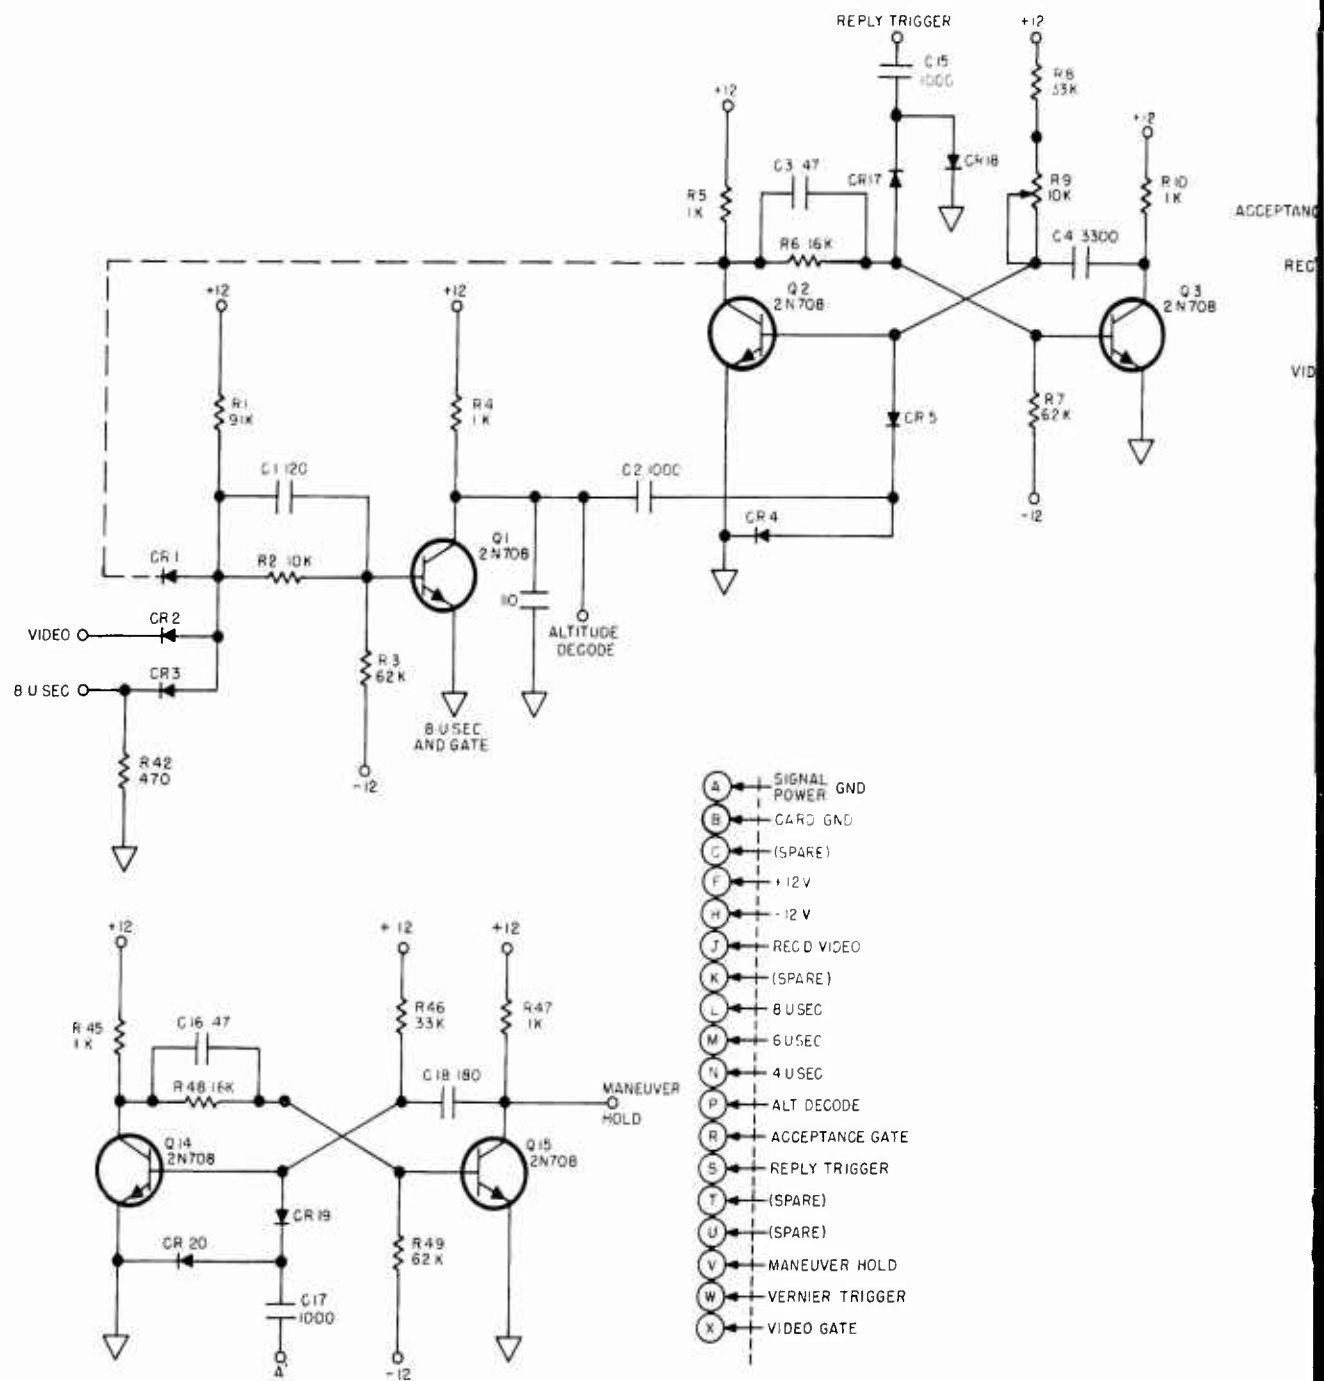 REPLY TRIGGER
+12
C15
1000
R8
33K
+12
+12
C3 47
CR17
CR18
R5
1K
R9
10K
R10
1K
R6 16K
C4 3300
Q2
2N708
Q3
2N708
+12
+12
R1
91K
R4
1K
CR5
R7
62K
C1 120
C2 1000
-12
CR4
Q1
2N708
CR1
R2 10K
110
CR2
VIDEO
ALTITUDE
DECODE
CR3
8 U SEC
R3
62K
8 U SEC
AND GATE
R42
470
-12
A SIGNAL POWER GND
B CARD GND
C (SPARE)
F +12V
H -12 V
J REC D VIDEO
K (SPARE)
L 8 USEC
M 6 USEC
N 4 USEC
P ALT DECODE
R ACCEPTANCE GATE
S REPLY TRIGGER
T (SPARE)
U (SPARE)
V MANEUVER HOLD
W VERNIER TRIGGER
X VIDEO GATE
+12
+12
+12
R45
1K
C16 47
R46
33K
R47
1K
R48 16K
C18 180
MANEUVER
HOLD
Q14
2N708
Q15
2N708
CR19
CR 20
R49
62K
C17
1000
A
-12